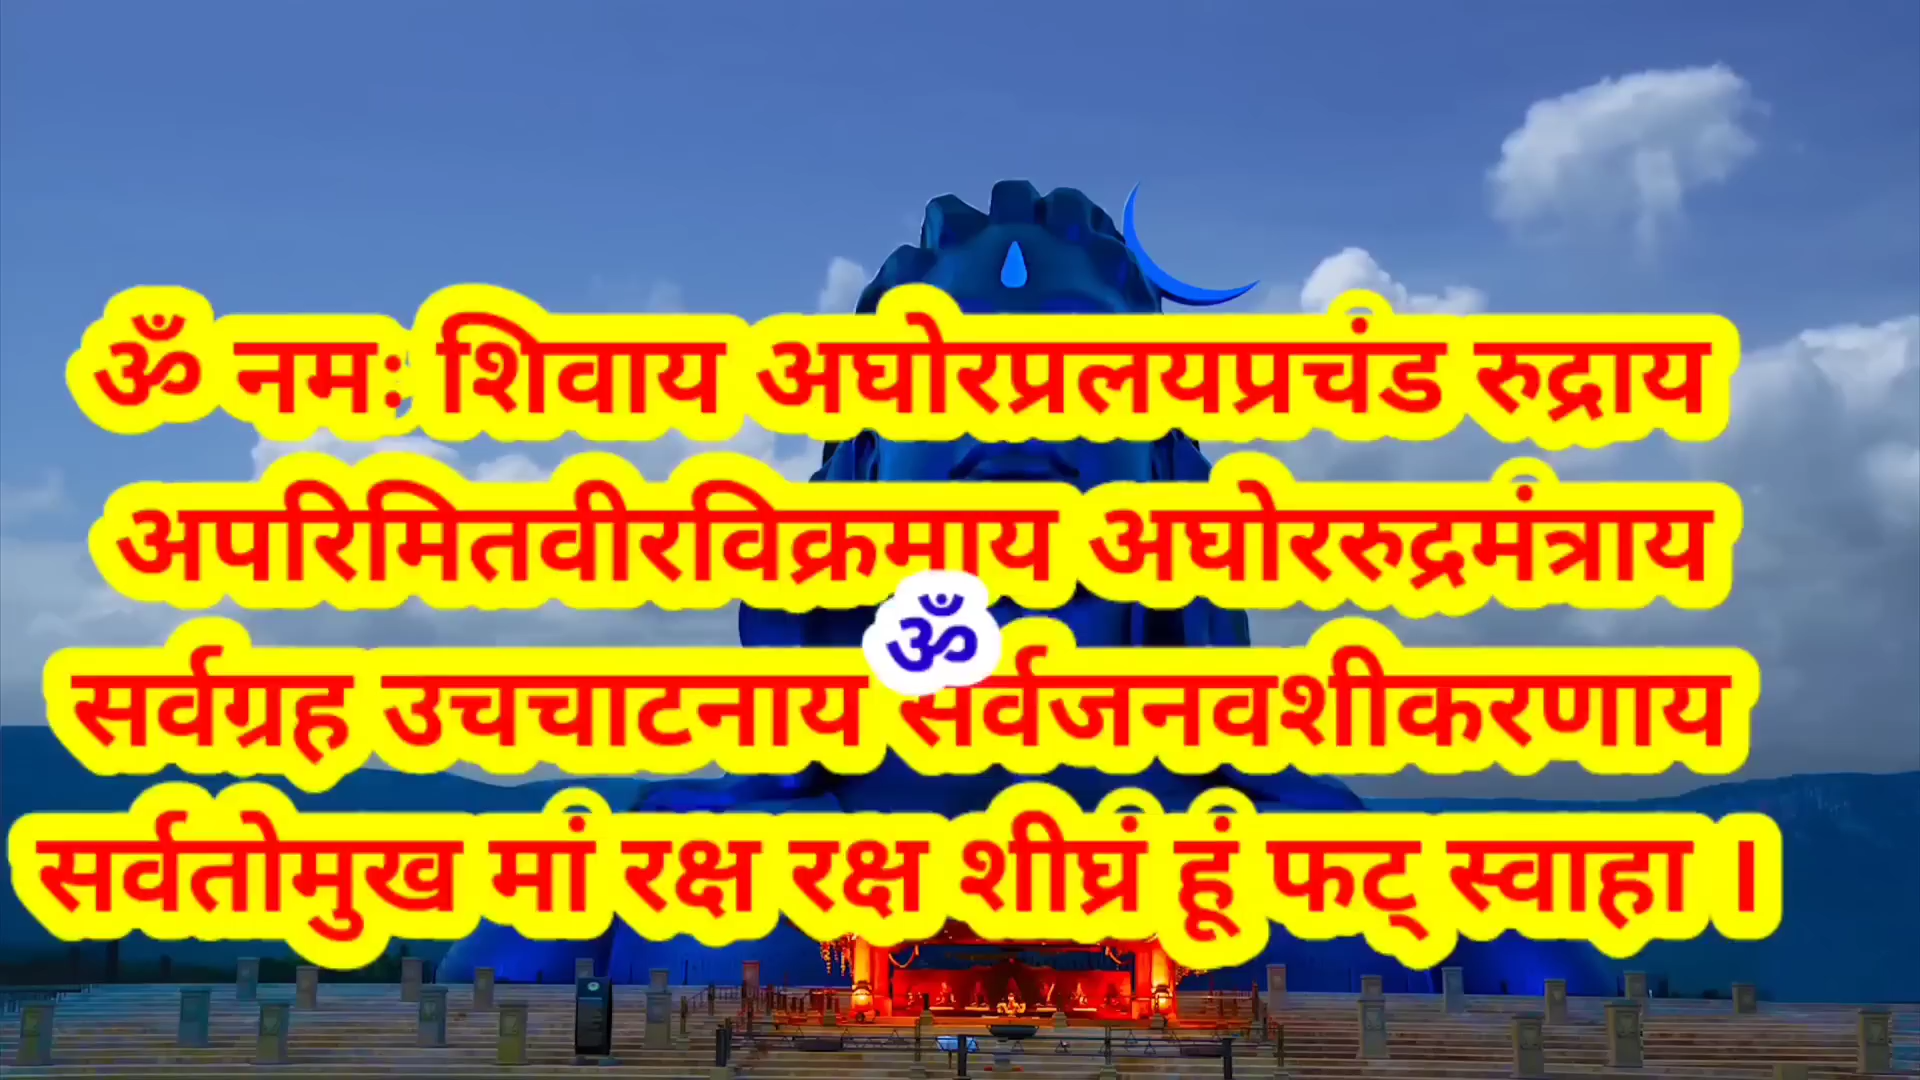 ॐ नमः शिवाय अघोरप्रलयप्रचंड रुद्राय
अपरिमितवीरविक्रमाय अघोररुद्रमंत्राय
ॐ
सर्वग्रह उचचाटनाय सर्वजनवशीकरणाय
सर्वतोमुख मां रक्ष रक्ष शीघ्रं हूं फट् स्वाहा ।